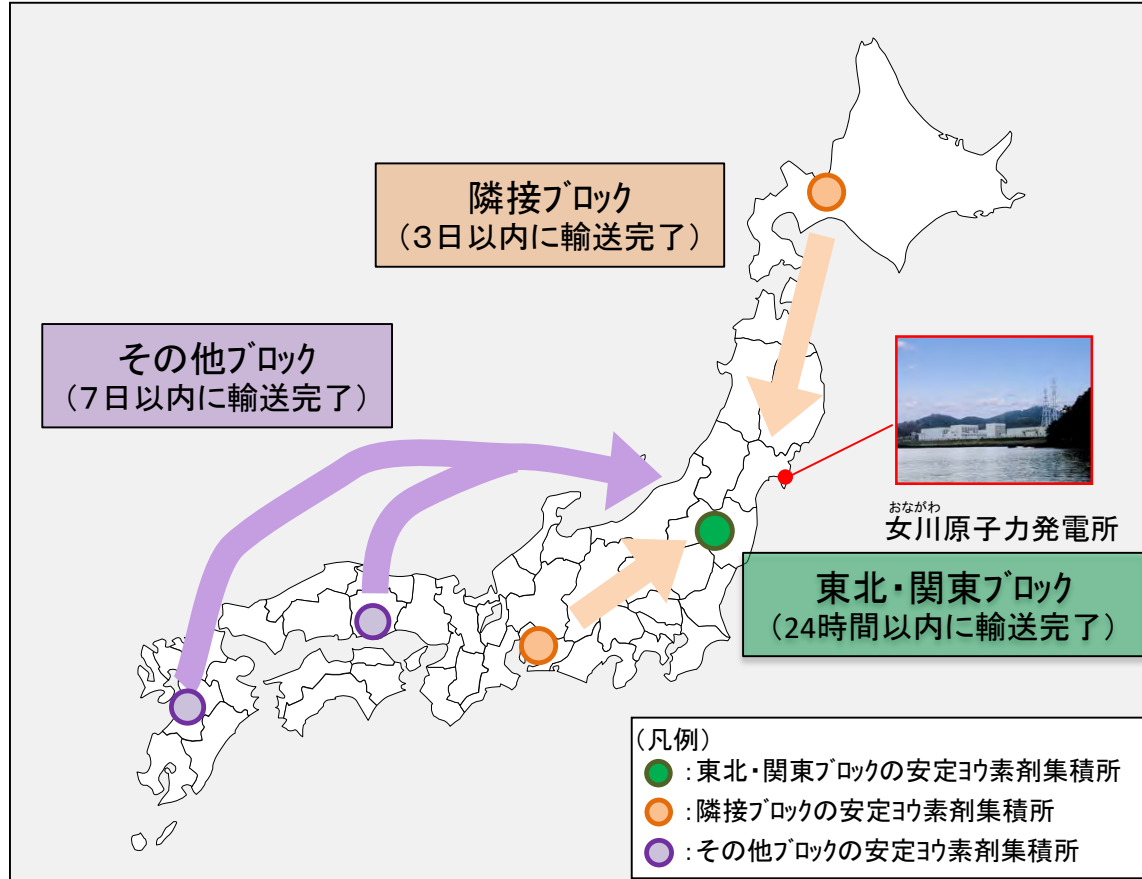 隣接ﾌﾞﾛｯｸ
（３日以内に輸送完了）
その他ﾌﾞﾛｯｸ
（７日以内に輸送完了）
おながわ
女川原子力発電所
東北・関東ﾌﾞﾛｯｸ
（24時間以内に輸送完了）
（凡例）
：東北・関東ﾌﾞﾛｯｸの安定ﾖｳ素剤集積所
：隣接ﾌﾞﾛｯｸの安定ﾖｳ素剤集積所
：その他ﾌﾞﾛｯｸの安定ﾖｳ素剤集積所